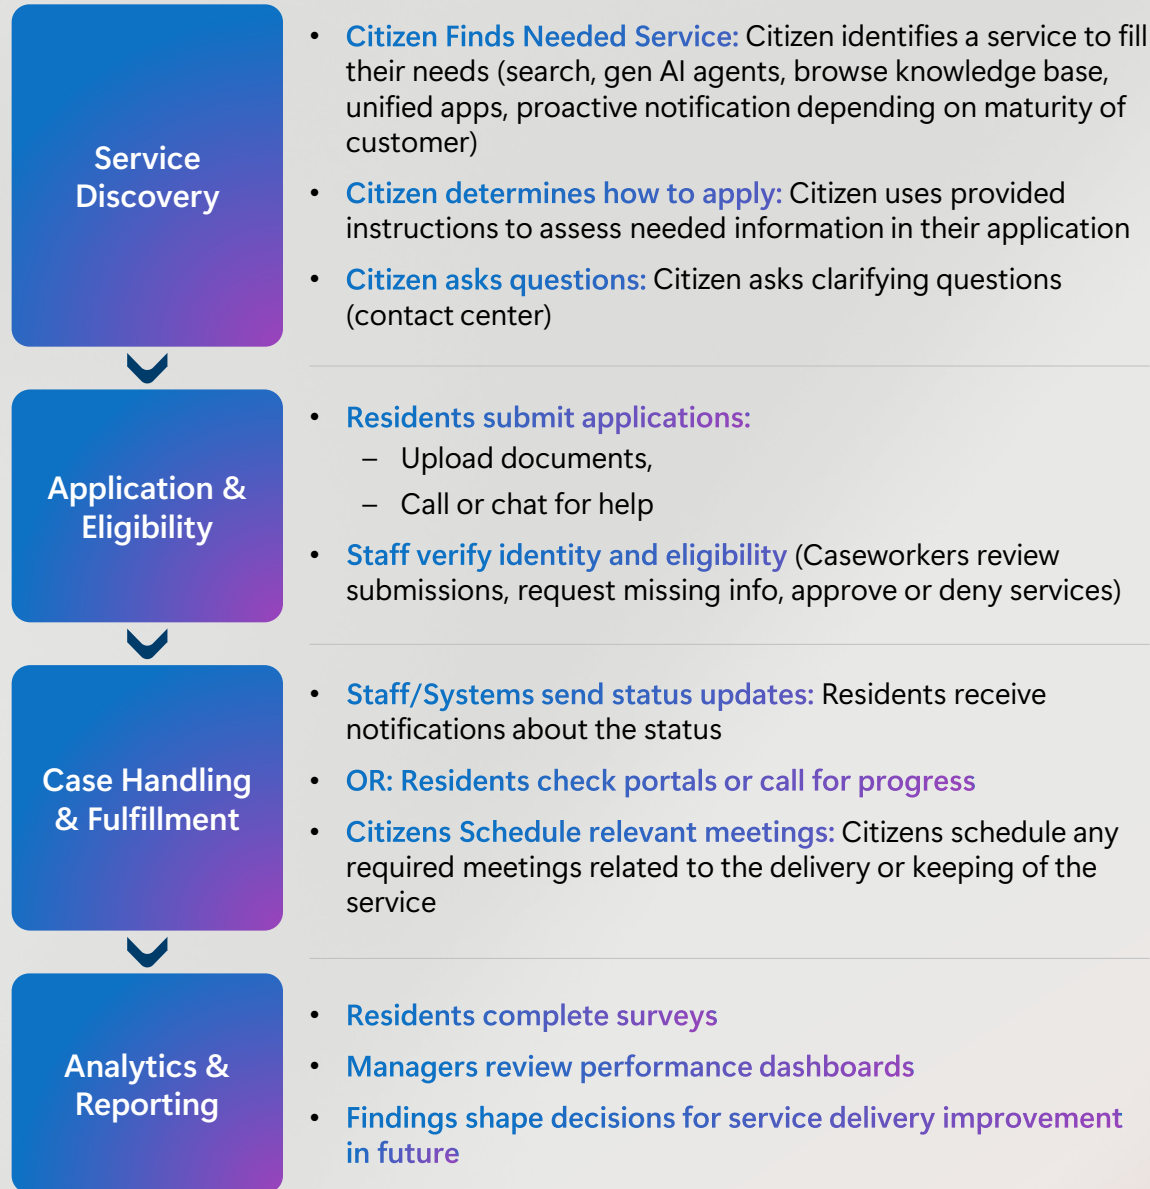 Service
Discovery
• Citizen Finds Needed Service: Citizen identifies a service to fill
their needs (search, gen AI agents, browse knowledge base,
unified apps, proactive notification depending on maturity of
customer)
• Citizen determines how to apply: Citizen uses provided
instructions to assess needed information in their application
• Citizen asks questions: Citizen asks clarifying questions
(contact center)
Application &
Eligibility
• Residents submit applications:
– Upload documents,
– Call or chat for help
• Staff verify identity and eligibility (Caseworkers review
submissions, request missing info, approve or deny services)
Case Handling
& Fulfillment
• Staff/Systems send status updates: Residents receive
notifications about the status
• OR: Residents check portals or call for progress
• Citizens Schedule relevant meetings: Citizens schedule any
required meetings related to the delivery or keeping of the
service
Analytics &
Reporting
• Residents complete surveys
• Managers review performance dashboards
• Findings shape decisions for service delivery improvement
in future